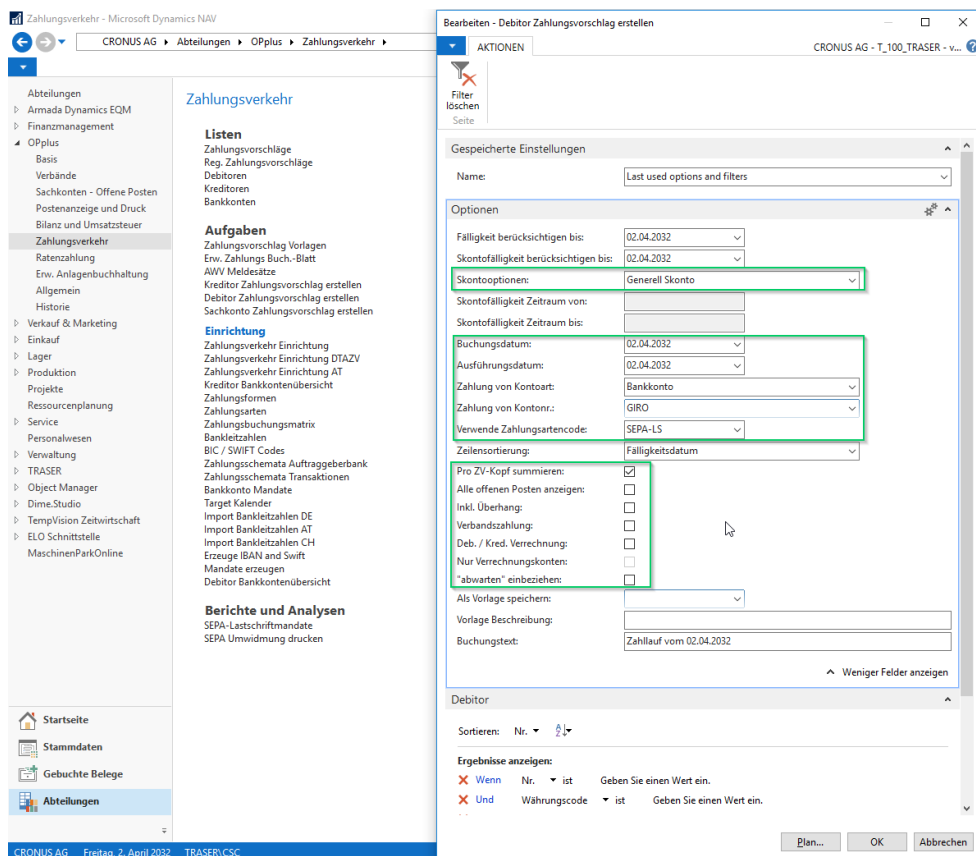 Zahlungsverkehr - Microsoft Dynamics NAV
CRONUS AG ▸ Abteilungen ▸ OPplus ▸ Zahlungsverkehr ▸
Abteilungen
Armada Dynamics EQM
Finanzmanagement
OPplus
Basis
Verbände
Sachkonten - Offene Posten
Postenanzeige und Druck
Bilanz und Umsatzsteuer
Zahlungsverkehr
Ratenzahlung
Erw. Anlagenbuchhaltung
Allgemein
Historie
Verkauf & Marketing
Einkauf
Lager
Produktion
Projekte
Ressourcenplanung
Service
Personalwesen
Verwaltung
TRASER
Object Manager
Dime.Studio
TempVision Zeitwirtschaft
ELO Schnittstelle
MaschinenParkOnline
Startseite
Stammdaten
Gebuchte Belege
Abteilungen
Zahlungsverkehr
Listen
Zahlungsvorschläge
Reg. Zahlungsvorschläge
Debitoren
Kreditoren
Bankkonten
Aufgaben
Zahlungsvorschlag Vorlagen
Erw. Zahlungs Buch.-Blatt
AWV Meldesätze
Kreditor Zahlungsvorschlag erstellen
Debitor Zahlungsvorschlag erstellen
Sachkonto Zahlungsvorschlag erstellen
Einrichtung
Zahlungsverkehr Einrichtung
Zahlungsverkehr Einrichtung DTAZV
Zahlungsverkehr Einrichtung AT
Kreditor Bankkontenübersicht
Zahlungsformen
Zahlungsarten
Zahlungsbuchungsmatrix
Bankleitzahlen
BIC / SWIFT Codes
Zahlungsschemata Auftraggeberbank
Zahlungsschemata Transaktionen
Bankkonto Mandate
Target Kalender
Import Bankleitzahlen DE
Import Bankleitzahlen AT
Import Bankleitzahlen CH
Erzeuge IBAN and Swift
Mandate erzeugen
Debitor Bankkontenübersicht
Berichte und Analysen
SEPA-Lastschriftmandate
SEPA Umwidmung drucken
CRONUS AG Freitag, 2. April 2032 TRASER\CSC
Bearbeiten - Debitor Zahlungsvorschlag erstellen
AKTIONEN CRONUS AG - T_100_TRASER - v...
Filter
löschen
Seite
Gespeicherte Einstellungen
Name: Last used options and filters
Optionen
Fälligkeit berücksichtigen bis: 02.04.2032
Skontofälligkeit berücksichtigen bis: 02.04.2032
Skontooptionen: Generell Skonto
Skontofälligkeit Zeitraum von:
Skontofälligkeit Zeitraum bis:
Buchungsdatum: 02.04.2032
Ausführungsdatum: 02.04.2032
Zahlung von Kontoart: Bankkonto
Zahlung von Kontonr.: GIRO
Verwende Zahlungsartencode: SEPA-LS
Zeilensortierung: Fälligkeitsdatum
Pro ZV-Kopf summieren:
Alle offenen Posten anzeigen:
Inkl. Überhang:
Verbandszahlung:
Deb. / Kred. Verrechnung:
Nur Verrechnungskonten:
"abwarten" einbeziehen:
Als Vorlage speichern:
Vorlage Beschreibung:
Buchungstext: Zahllauf vom 02.04.2032
Weniger Felder anzeigen
Debitor
Sortieren: Nr. A Z
Ergebnisse anzeigen:
Wenn Nr. ist Geben Sie einen Wert ein.
Und Währungscode ist Geben Sie einen Wert ein.
Plan... OK Abbrechen